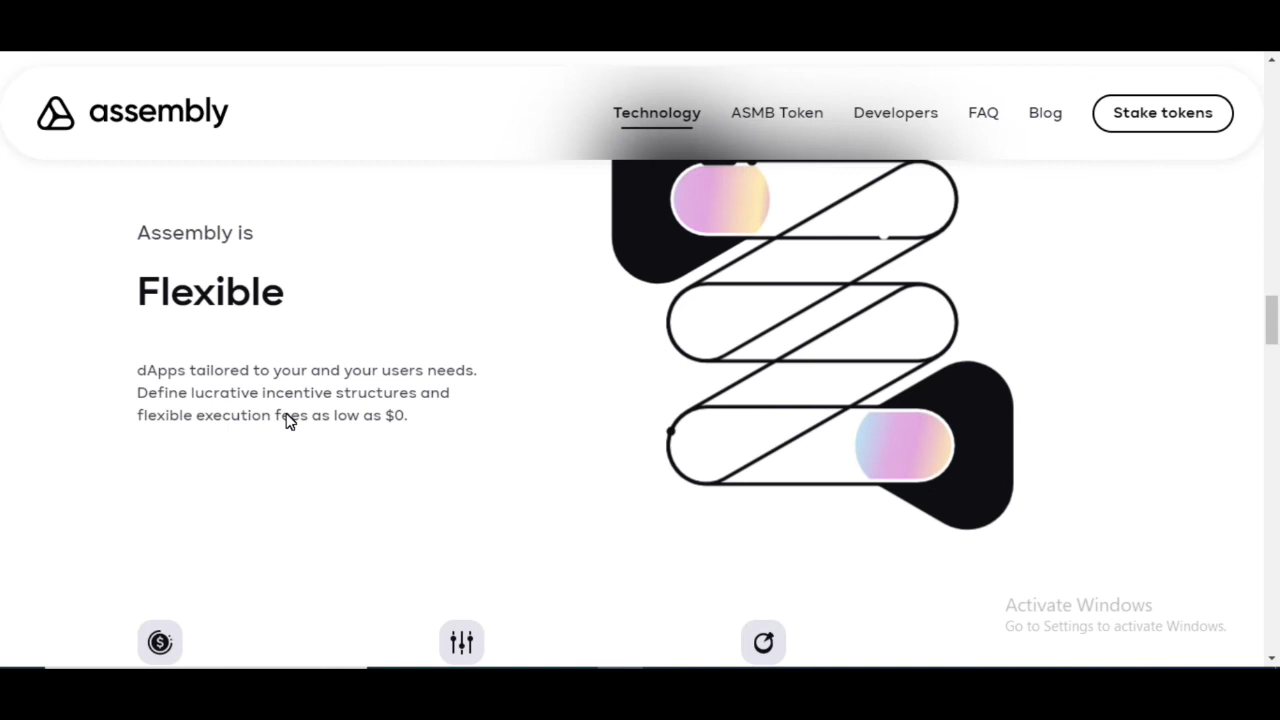 assembly
Technology
ASMB Token
Developers
FAQ
Blog
Stake tokens
Assembly is
Flexible
dApps tailored to your and your users needs.
Define lucrative incentive structures and
flexible execution fees as low as $0.
Activate Windows
Go to Settings to activate Windows.